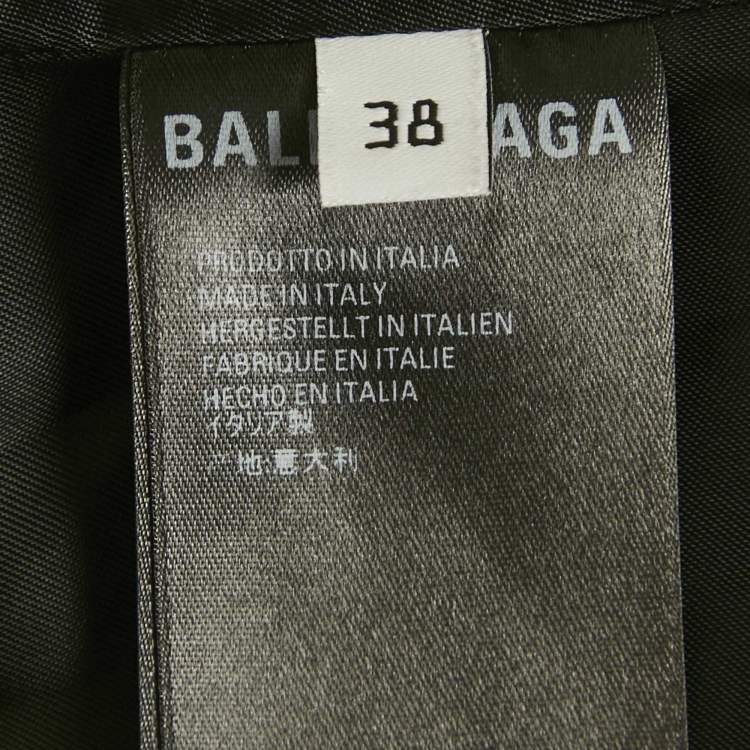 38
BAL AGA
PRODOTTO IN ITALIA
MADE IN ITALY
HERGESTELLT IN ITALIEN
FABRIQUE EN ITALIE
HECHO EN ITALIA
イタリア製
产地:意大利